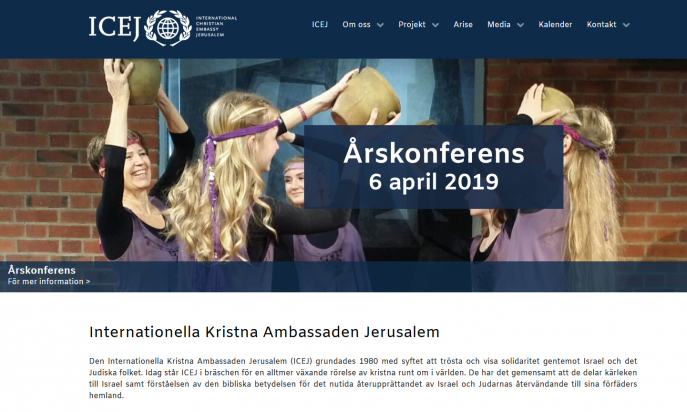 ICEJ
INTERNATIONAL
CHRISTIAN
EMBASSY
JERUSALEM
ICEJ Om oss Projekt Arise Media Kalender Kontakt
Årskonferens
6 april 2019
Årskonferens
För mer information >
Internationella Kristna Ambassaden Jerusalem
Den Internationella Kristna Ambassaden Jerusalem (ICEJ) grundades 1980 med syftet att trösta och visa solidaritet gentemot Israel och det
Judiska folket. Idag står ICEJ i bräschen för en alltmer växande rörelse av kristna runt om i världen. De har det gemensamt att de delar kärleken
till Israel samt förståelsen av den bibliska betydelsen för det nutida återupprättandet av Israel och Judarnas återvändande till sina förfäders
hemland.